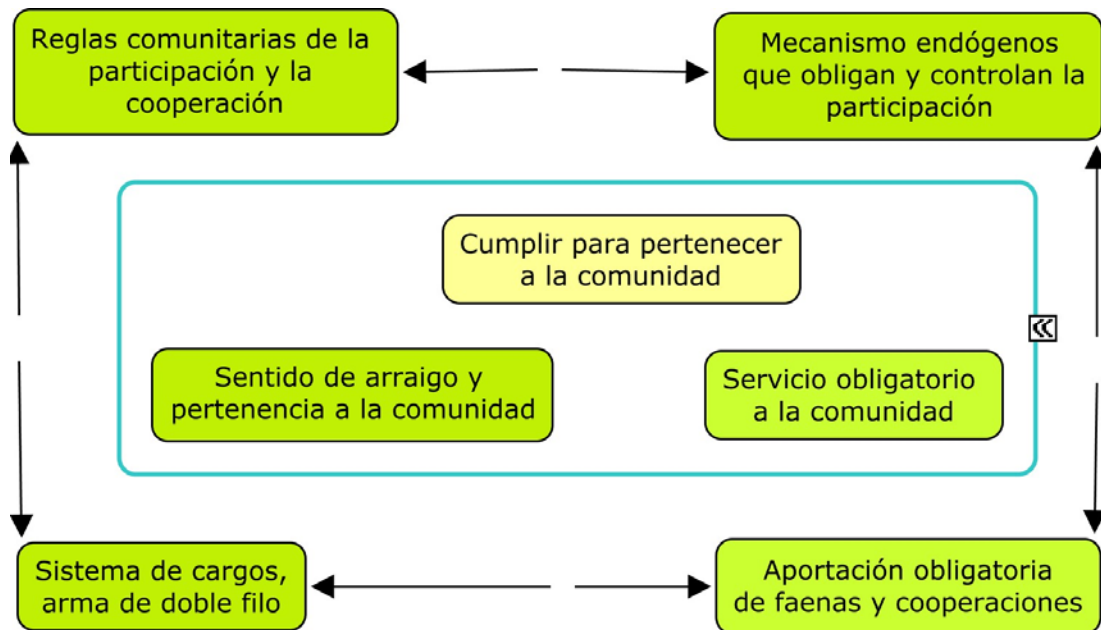 Reglas comunitarias de la
participación y la
cooperación
Mecanismo endógenos
que obligan y controlan la
participación
Cumplir para pertenecer
a la comunidad
Sentido de arraigo y
pertenencia a la comunidad
Servicio obligatorio
a la comunidad
Sistema de cargos,
arma de doble filo
Aportación obligatoria
de faenas y cooperaciones